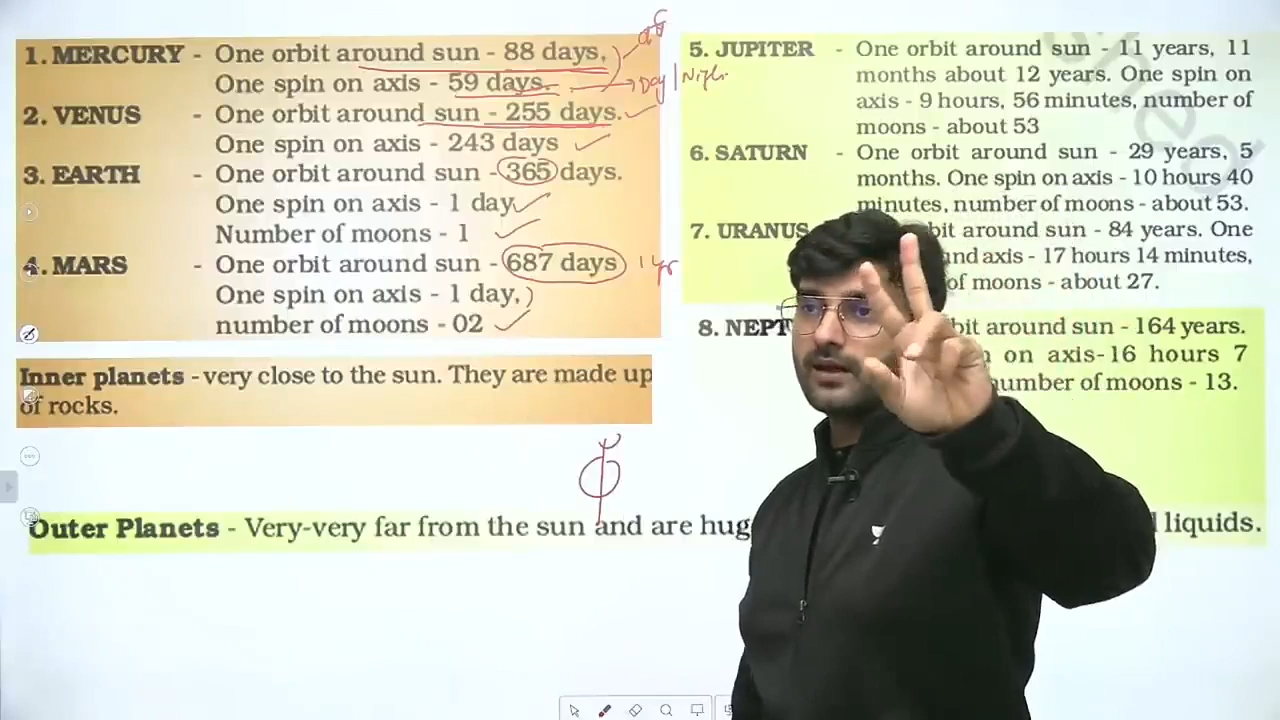 1. MERCURY - One orbit around sun - 88 days,
One spin on axis - 59 days.
Day/Night
2. VENUS - One orbit around sun - 255 days.
One spin on axis - 243 days
3. EARTH - One orbit around sun - 365 days.
One spin on axis - 1 day
Number of moons - 1
4. MARS - One orbit around sun - 687 days 1 yr
One spin on axis - 1 day,
number of moons - 02
Inner planets - very close to the sun. They are made up
of rocks.
5. JUPITER - One orbit around sun - 11 years, 11
months about 12 years. One spin on
axis - 9 hours, 56 minutes, number of
moons - about 53
6. SATURN - One orbit around sun - 29 years, 5
months. One spin on axis - 10 hours 40
minutes, number of moons - about 53.
7. URANUS bit around sun - 84 years. One
nd axis - 17 hours 14 minutes,
of moons - about 27.
8. NEPT bit around sun - 164 years.
on axis-16 hours 7
number of moons - 13.
Outer Planets - Very-very far from the sun and are hug liquids.
shed